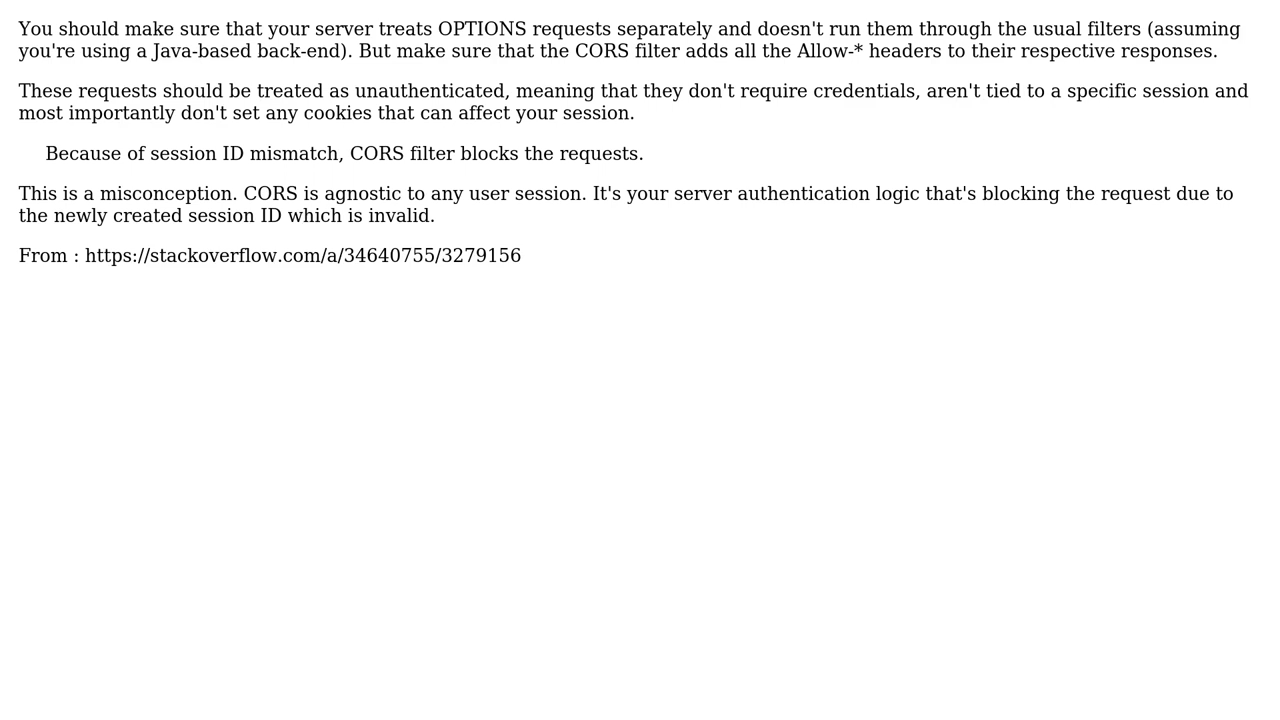 You should make sure that your server treats OPTIONS requests separately and doesn't run them through the usual filters (assuming
you're using a Java-based back-end). But make sure that the CORS filter adds all the Allow-* headers to their respective responses.
These requests should be treated as unauthenticated, meaning that they don't require credentials, aren't tied to a specific session and
most importantly don't set any cookies that can affect your session.
Because of session ID mismatch, CORS filter blocks the requests.
This is a misconception. CORS is agnostic to any user session. It's your server authentication logic that's blocking the request due to
the newly created session ID which is invalid.
From : https://stackoverflow.com/a/34640755/3279156